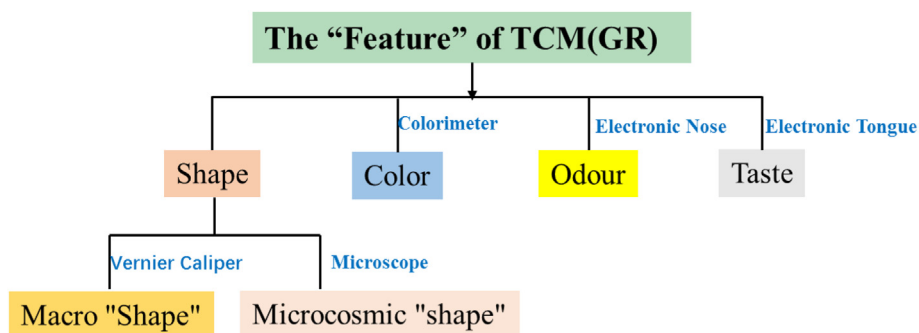 The “Feature” of TCM(GR)
Colorimeter
Electronic Nose
Electronic Tongue
Shape
Color
Odour
Taste
Vernier Caliper
Microscope
Macro "Shape"
Microcosmic "shape"